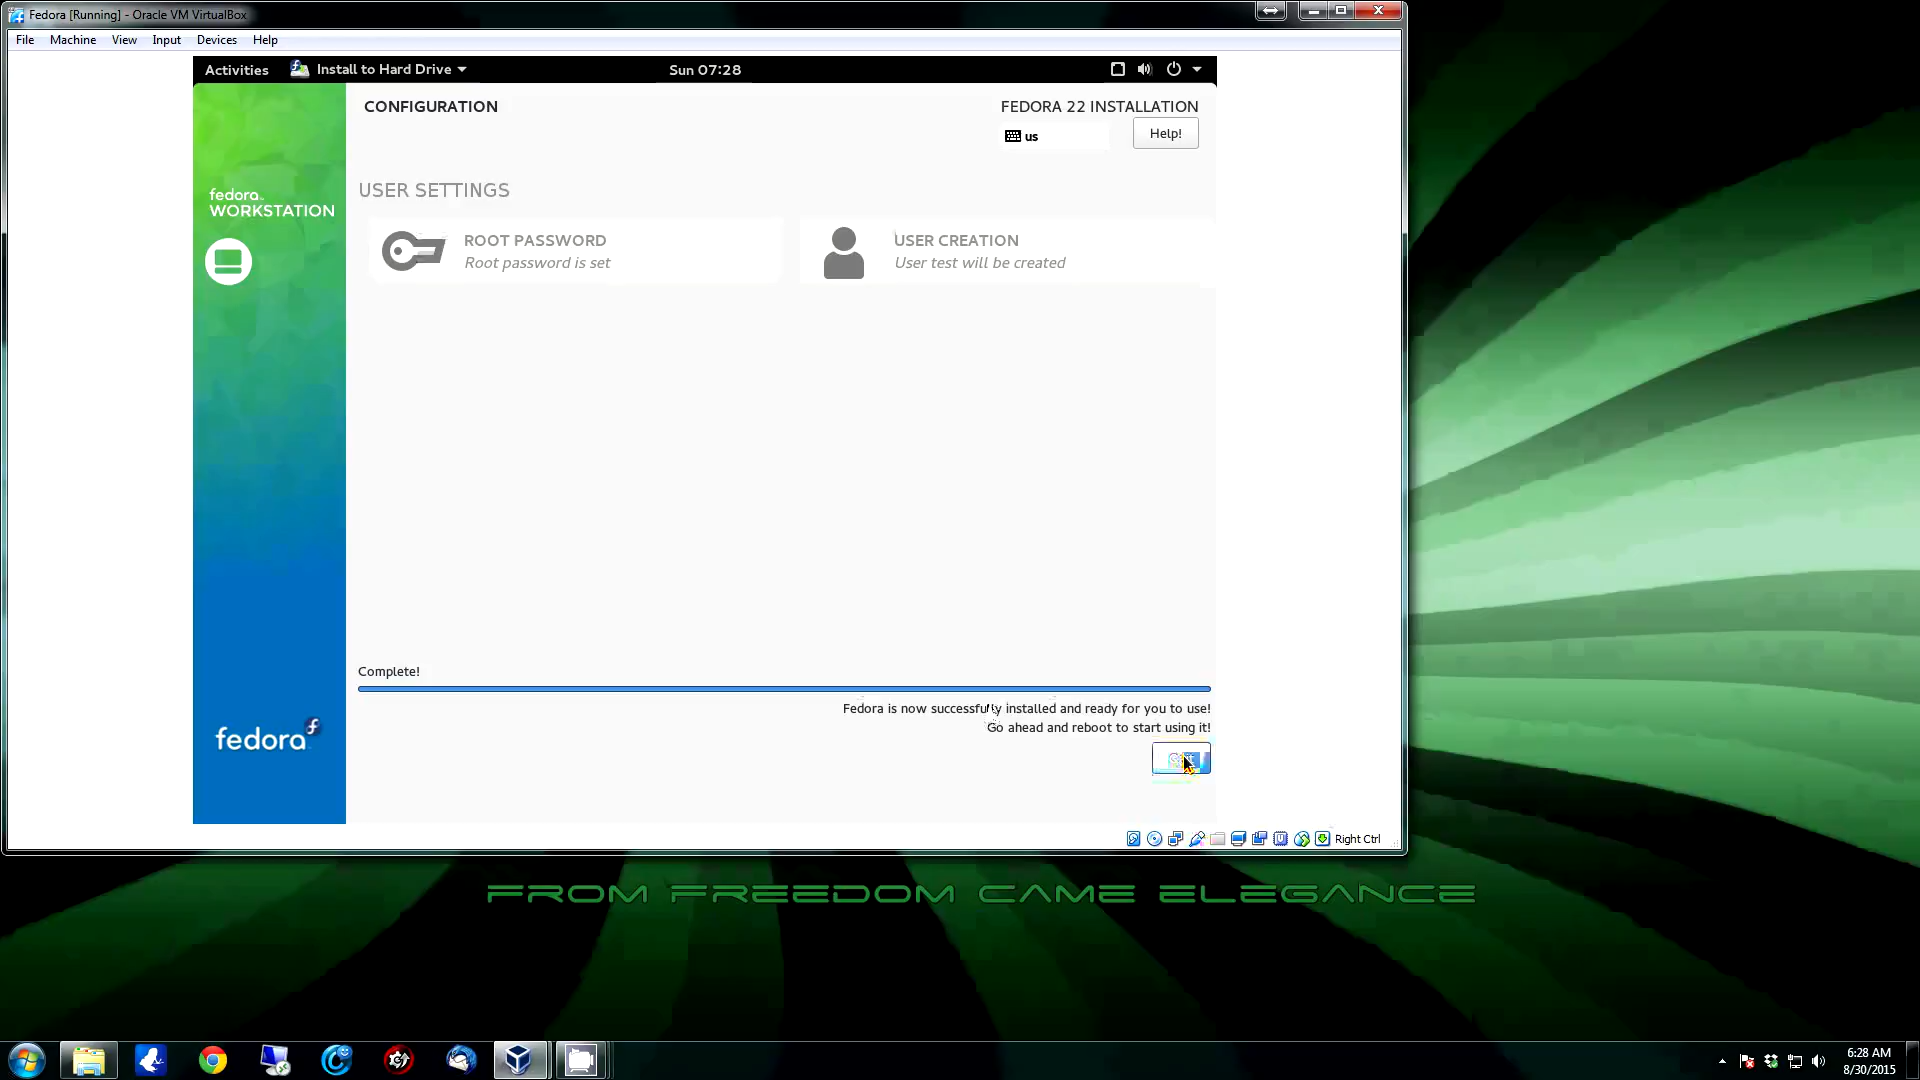 Fedora [Running] - Oracle VM VirtualBox
File Machine View Input Devices Help
Activities Install to Hard Drive Sun 07:28
CONFIGURATION
FEDORA 22 INSTALLATION
us
Help!
fedora
WORKSTATION
USER SETTINGS
ROOT PASSWORD
Root password is set
USER CREATION
User test will be created
Complete!
Fedora is now successfully installed and ready for you to use!
Go ahead and reboot to start using it!
fedora
Right Ctrl
FROM FREEDOM CAME ELEGANCE
6:28 AM
8/30/2015